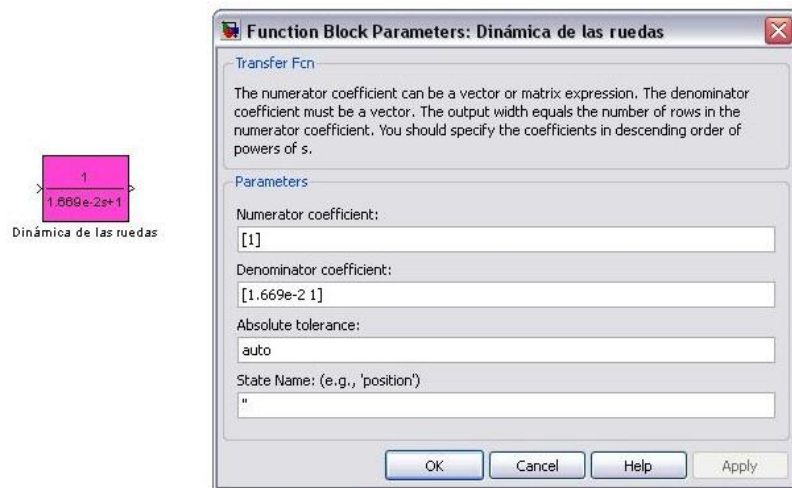 1
1.669e-2s+1
Dinámica de las ruedas
Function Block Parameters: Dinámica de las ruedas
Transfer Fcn
The numerator coefficient can be a vector or matrix expression. The denominator
coefficient must be a vector. The output width equals the number of rows in the
numerator coefficient. You should specify the coefficients in descending order of
powers of s.
Parameters
Numerator coefficient:
[1]
Denominator coefficient:
[1.669e-2 1]
Absolute tolerance:
auto
State Name: (e.g., 'position')
''
OK
Cancel
Help
Apply